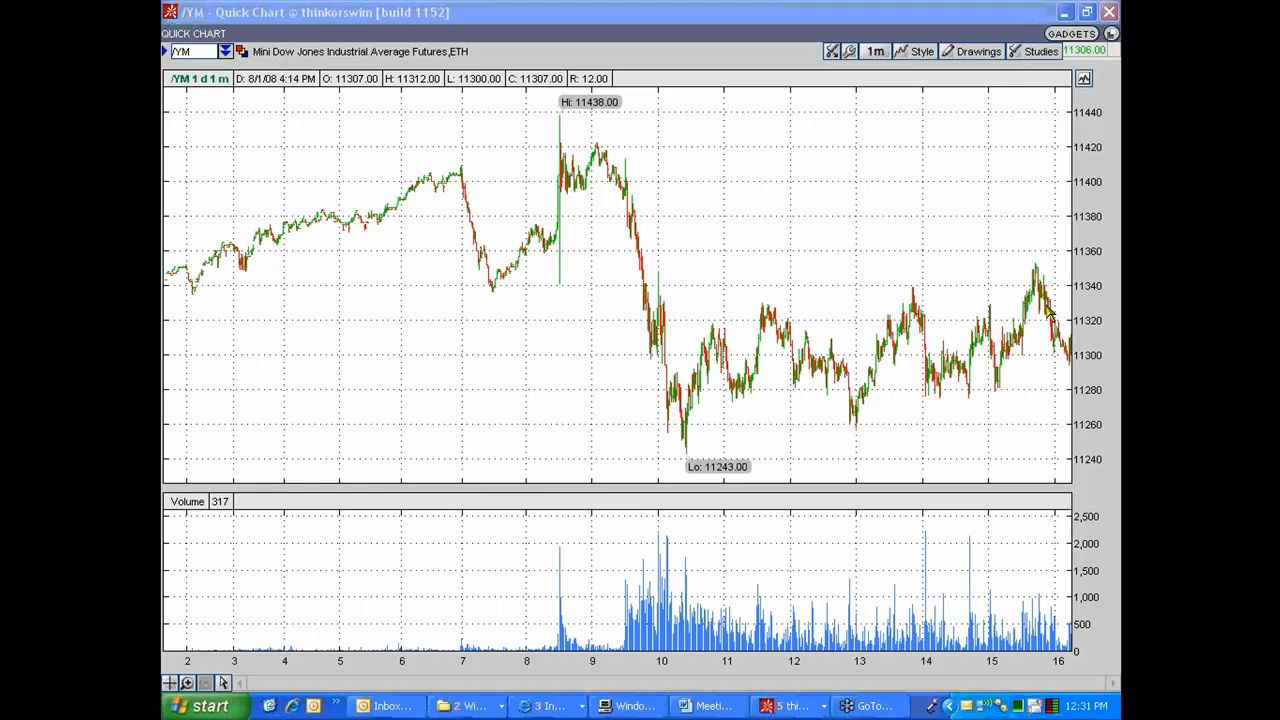 /YM - Quick Chart @ thinkorswim [build 1152]
QUICK CHART
GADGETS
/YM
Mini Dow Jones Industrial Average Futures,ETH
1m
Style
Drawings
Studies
11306.00
/YM 1 d 1 m
D: 8/1/08 4:14 PM
O: 11307.00
H: 11312.00
L: 11300.00
C: 11307.00
R: 12.00
Hi: 11438.00
11440
11420
11400
11380
11360
11340
11320
11300
11280
11260
11240
Lo: 11243.00
Volume
317
2,500
2,000
1,500
1,000
500
0
2 3 4 5 6 7 8 9 10 11 12 13 14 15 16
start
Inbox...
2 Wi...
3 In...
Windo...
Meeti...
5 thi...
GoTo...
12:31 PM